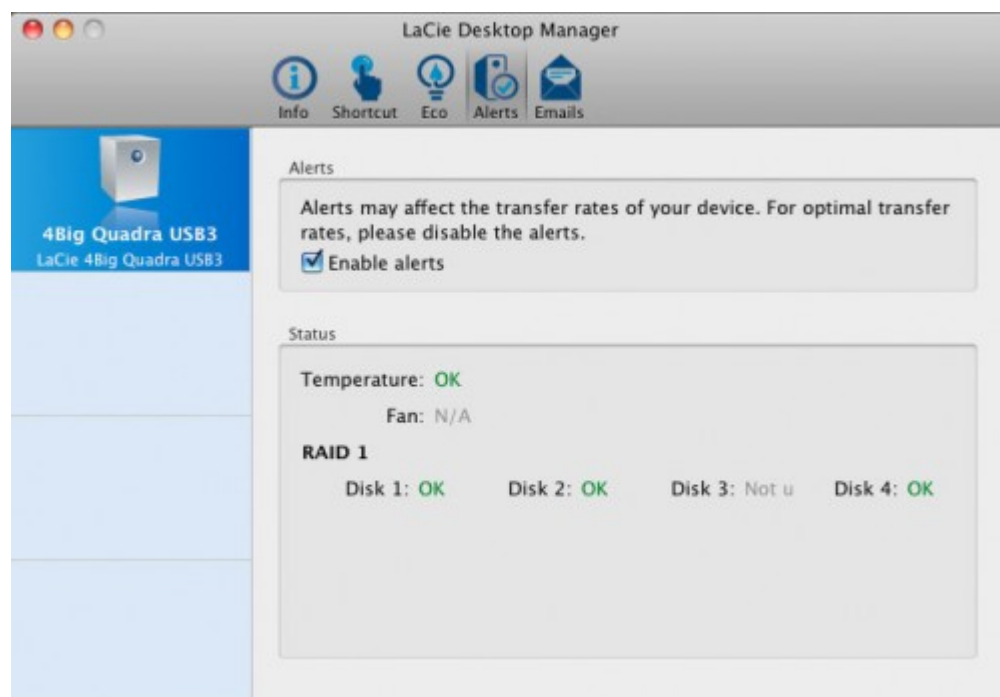 LaCie Desktop Manager
Info Shortcut Eco Alerts Emails
4Big Quadra USB3
LaCie 4Big Quadra USB3
Alerts
Alerts may affect the transfer rates of your device. For optimal transfer
rates, please disable the alerts.
Enable alerts
Status
Temperature: OK
Fan: N/A
RAID 1
Disk 1: OK Disk 2: OK Disk 3: Not u Disk 4: OK